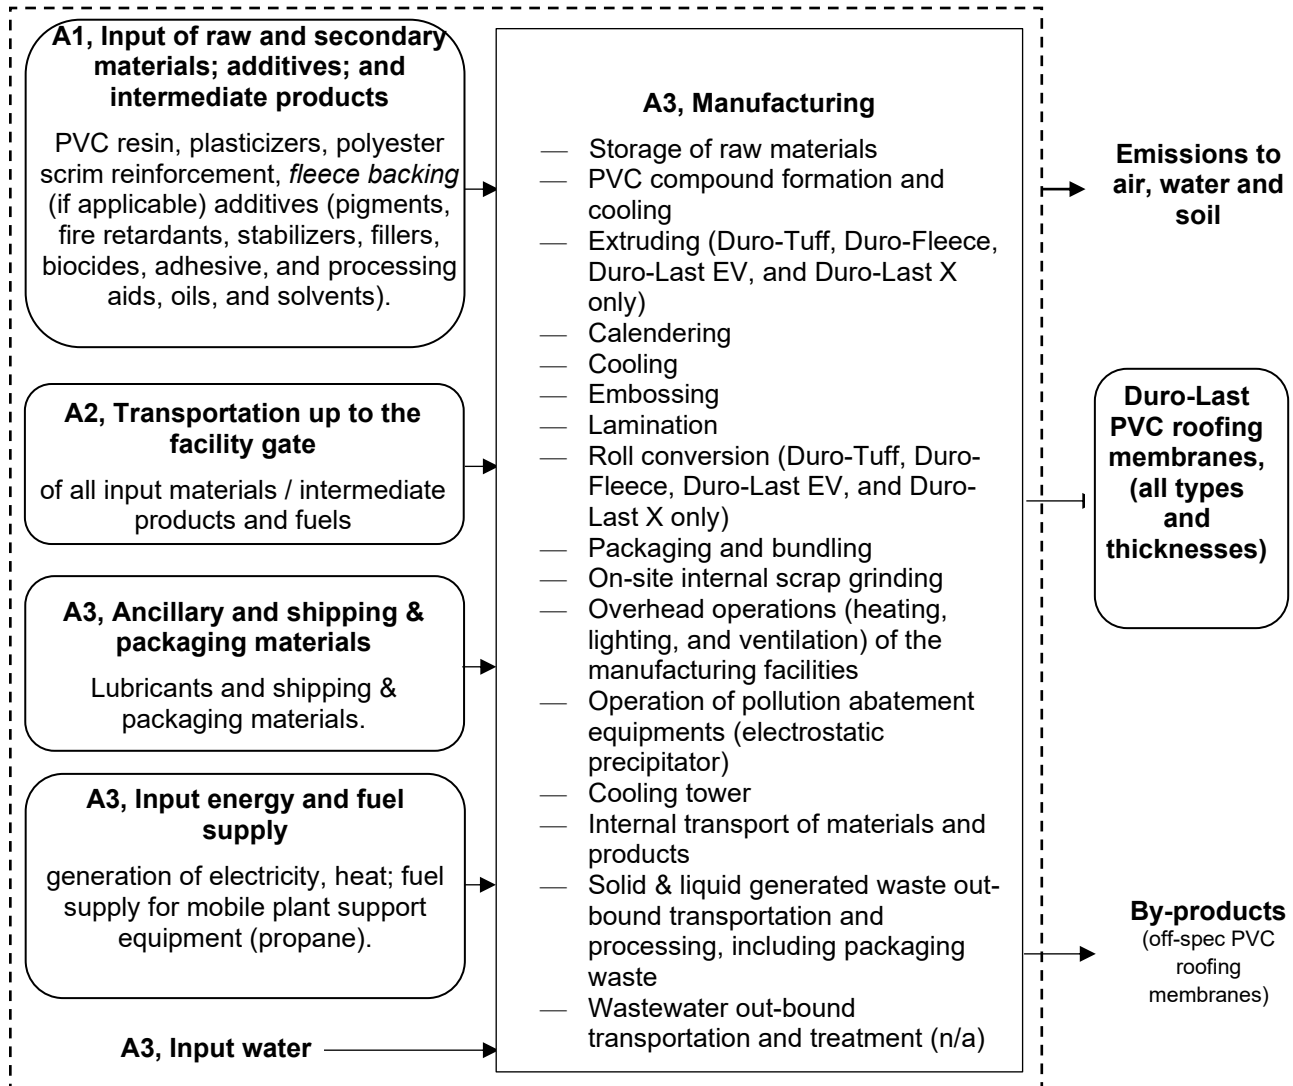 A1, Input of raw and secondary
materials; additives; and
intermediate products
PVC resin, plasticizers, polyester
scrim reinforcement, fleece backing
(if applicable) additives (pigments,
fire retardants, stabilizers, fillers,
biocides, adhesive, and processing
aids, oils, and solvents).
A2, Transportation up to the
facility gate
of all input materials / intermediate
products and fuels
A3, Ancillary and shipping &
packaging materials
Lubricants and shipping &
packaging materials.
A3, Input energy and fuel
supply
generation of electricity, heat; fuel
supply for mobile plant support
equipment (propane).
A3, Input water
A3, Manufacturing
— Storage of raw materials
— PVC compound formation and
cooling
— Extruding (Duro-Tuff, Duro-Fleece,
Duro-Last EV, and Duro-Last X
only)
— Calendering
— Cooling
— Embossing
— Lamination
— Roll conversion (Duro-Tuff, Duro-
Fleece, Duro-Last EV, and Duro-
Last X only)
— Packaging and bundling
— On-site internal scrap grinding
— Overhead operations (heating,
lighting, and ventilation) of the
manufacturing facilities
— Operation of pollution abatement
equipments (electrostatic
precipitator)
— Cooling tower
— Internal transport of materials and
products
— Solid & liquid generated waste out-
bound transportation and
processing, including packaging
waste
— Wastewater out-bound
transportation and treatment (n/a)
Emissions to
air, water and
soil
Duro-Last
PVC roofing
membranes,
(all types
and
thicknesses)
By-products
(off-spec PVC
roofing
membranes)